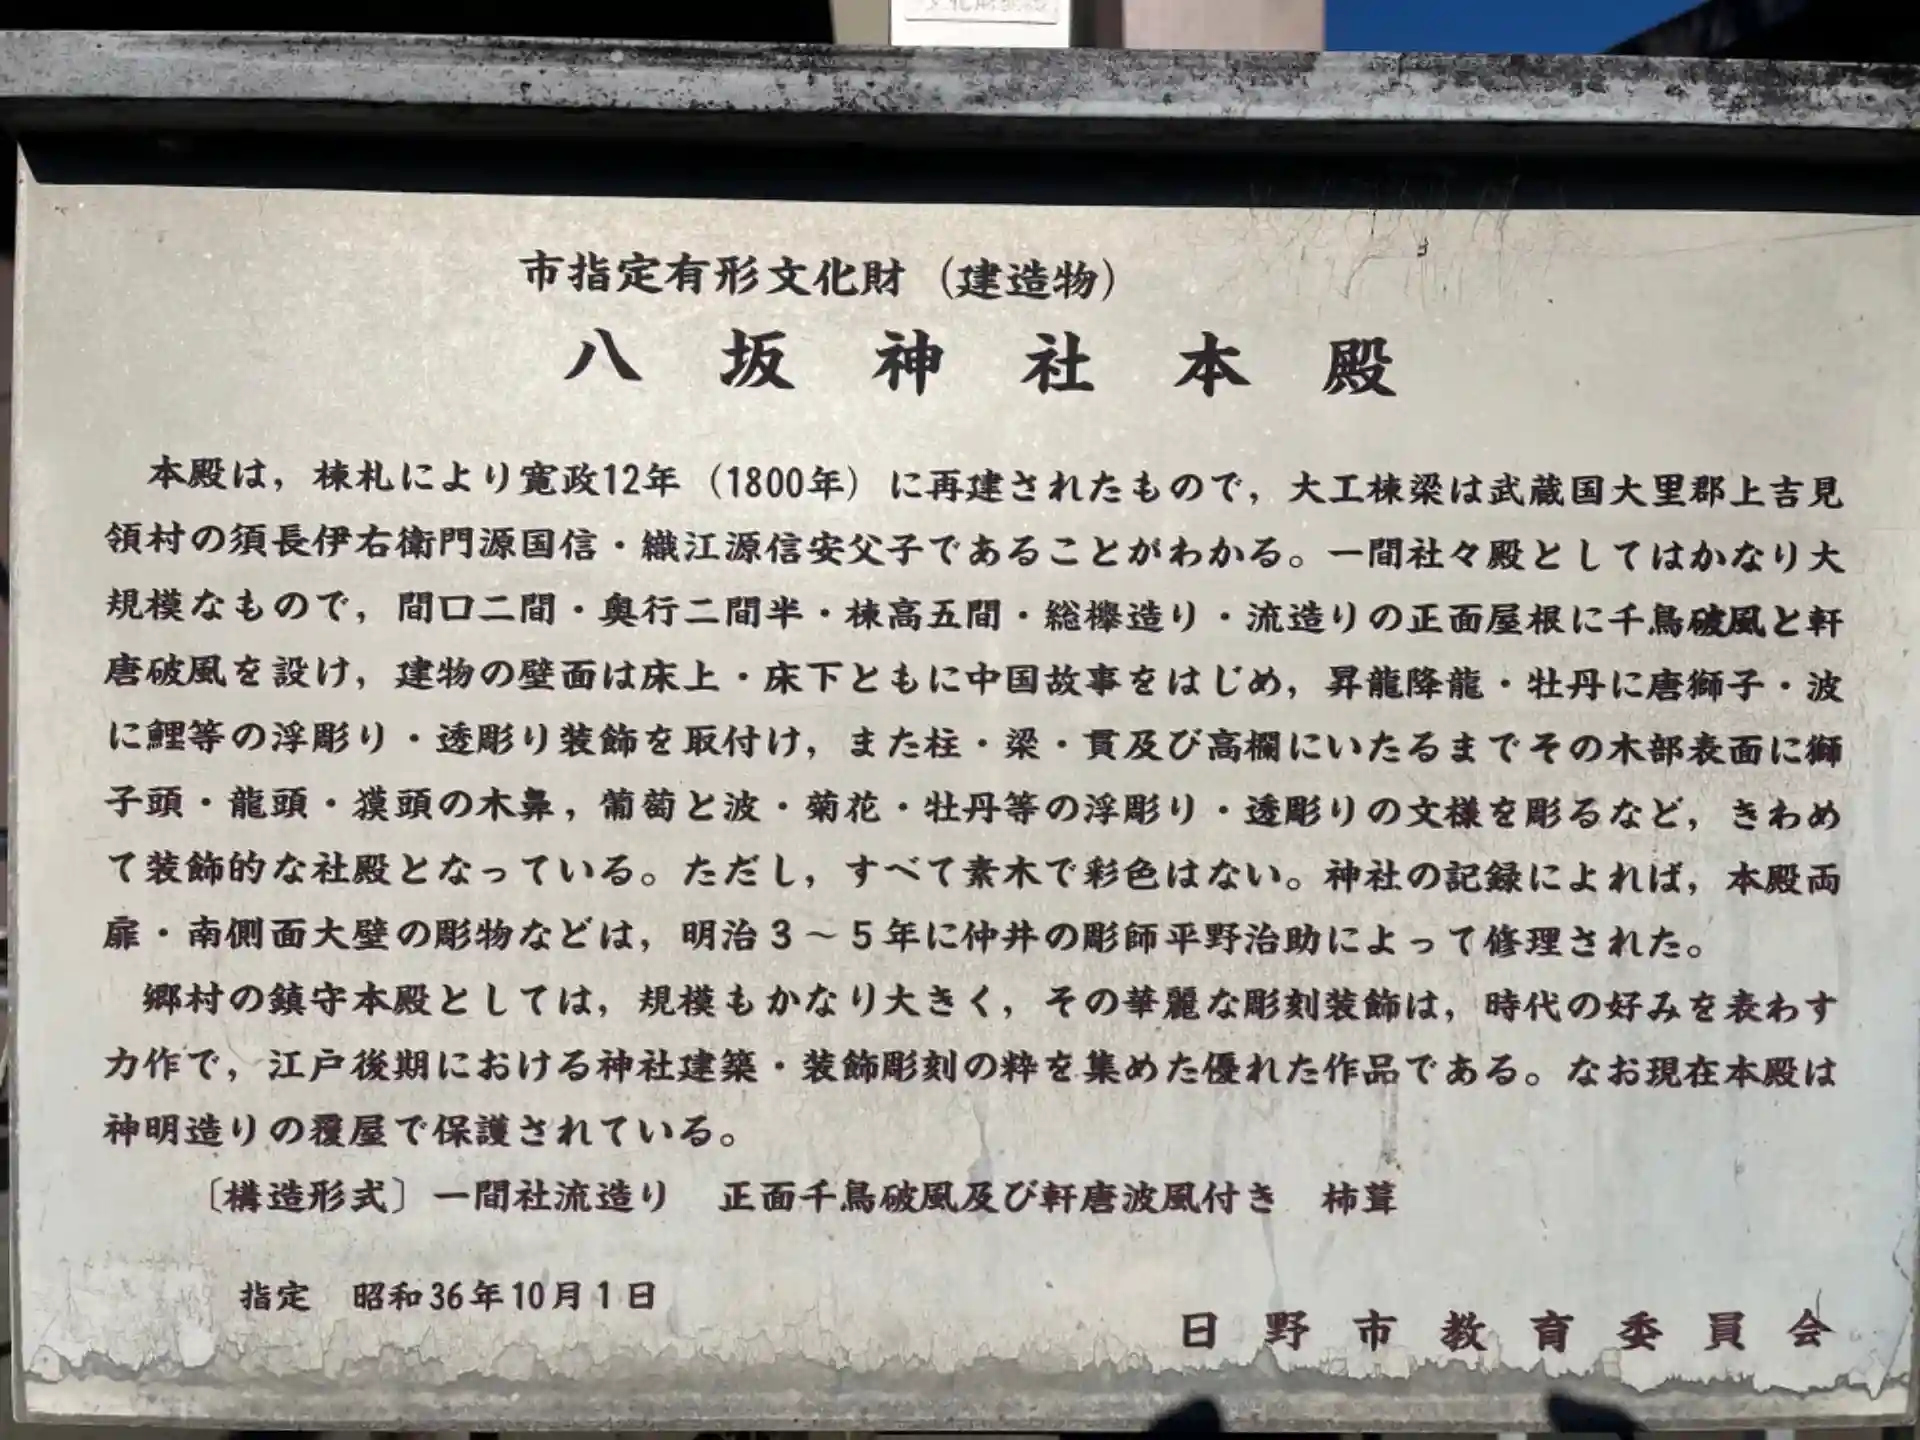 市指定有形文化財（建造物）
八坂神社本殿
本殿は，棟札により寛政12年（1800年）に再建されたもので，大工棟梁は武蔵国大里郡上吉見
領村の須長伊右衛門源国信・織江源信安父子であることがわかる。一間社々殿としてはかなり大
規模なもので，間口二間・奥行二間半・棟高五間・総欅造り・流造りの正面屋根に千鳥破風と軒
唐破風を設け，建物の壁面は床上・床下ともに中国故事をはじめ，昇龍降龍・牡丹に唐獅子・波
に鯉等の浮彫り・透彫り装飾を取付け，また柱・梁・貫及び高欄にいたるまでその木部表面に獅
子頭・龍頭・獏頭の木鼻，葡萄と波・菊花・牡丹等の浮彫り・透彫りの文様を彫るなど，きわめ
て装飾的な社殿となっている。ただし，すべて素木で彩色はない。神社の記録によれば，本殿両
扉・南側面大壁の彫物などは，明治３～５年に仲井の彫師平野治助によって修理された。
郷村の鎮守本殿としては，規模もかなり大きく，その華麗な彫刻装飾は，時代の好みを表わす
力作で，江戸後期における神社建築・装飾彫刻の粋を集めた優れた作品である。なお現在本殿は
神明造りの覆屋で保護されている。
〔構造形式〕一間社流造り　正面千鳥破風及び軒唐波風付き　柿葺
指定　昭和36年10月１日
日野市教育委員会